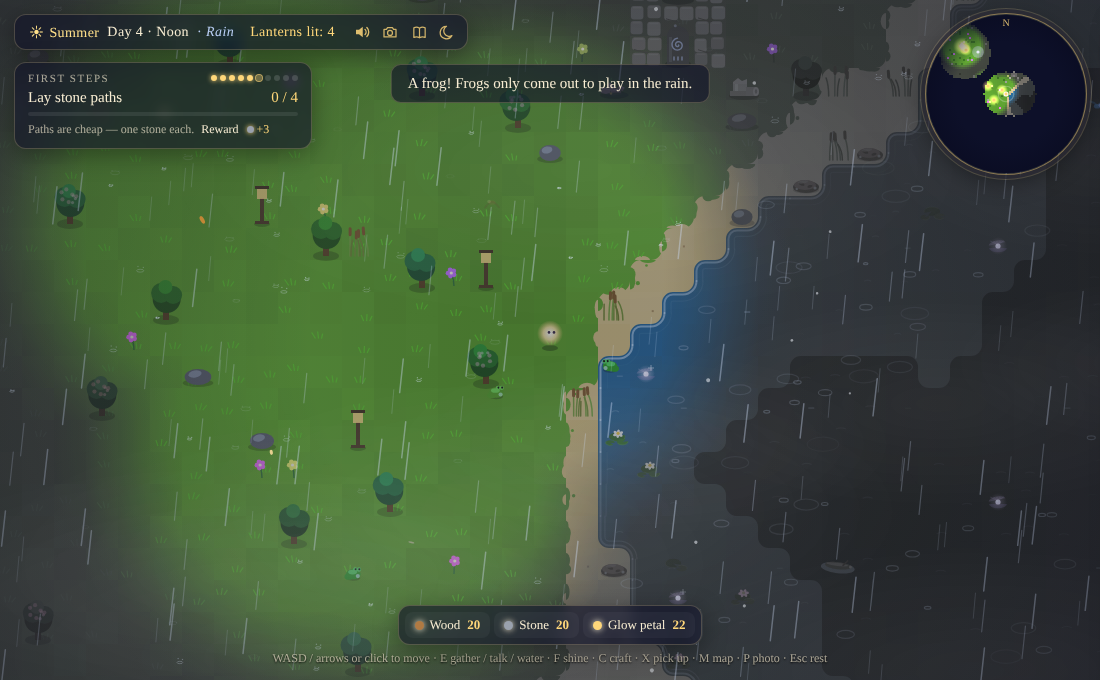 Summer Day 4 · Noon · Rain Lanterns lit: 4
FIRST STEPS
Lay stone paths 0 / 4
Paths are cheap — one stone each. Reward +3
A frog! Frogs only come out to play in the rain.
N
Wood 20 Stone 20 Glow petal 22
WASD / arrows or click to move · E gather / talk / water · F shine · C craft · X pick up · M map · P photo · Esc rest